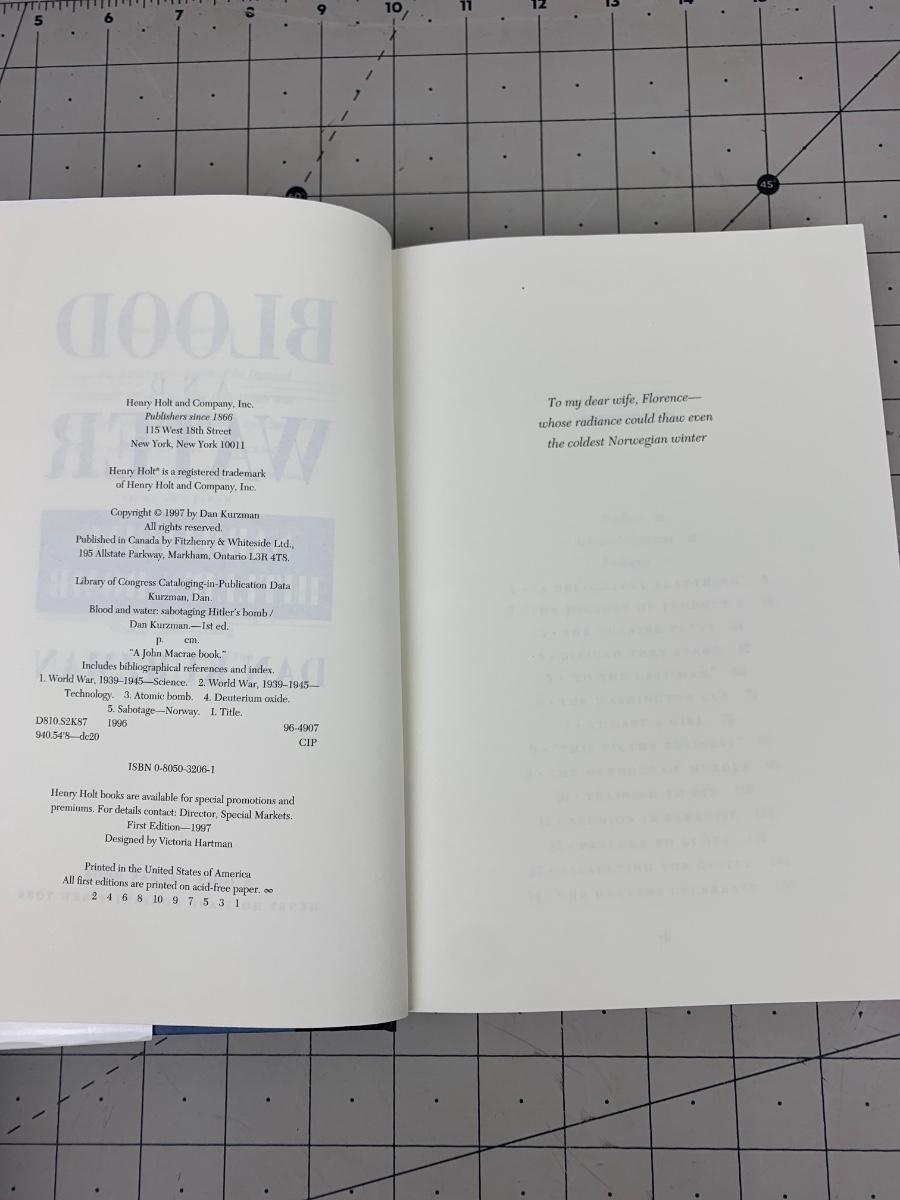 5 6 7 8 9 10 11 12 13 14
45°
Henry Holt and Company, Inc.
Publishers since 1866
115 West 18th Street
New York, New York 10011
Henry Holt® is a registered trademark
of Henry Holt and Company, Inc.
Copyright © 1997 by Dan Kurzman
All rights reserved.
Published in Canada by Fitzhenry & Whiteside Ltd.,
195 Allstate Parkway, Markham, Ontario L3R 4T8.
Library of Congress Cataloging-in-Publication Data
Kurzman, Dan.
Blood and water: sabotaging Hitler's bomb /
Dan Kurzman.—1st ed.
p. cm.
"A John Macrae book."
Includes bibliographical references and index.
1. World War, 1939–1945—Science. 2. World War, 1939–1945—
Technology. 3. Atomic bomb. 4. Deuterium oxide.
5. Sabotage—Norway. I. Title.
D810.S2K87 1996 96-4907
940.54'8—dc20 CIP
ISBN 0-8050-3206-1
Henry Holt books are available for special promotions and
premiums. For details contact: Director, Special Markets.
First Edition—1997
Designed by Victoria Hartman
Printed in the United States of America
All first editions are printed on acid-free paper. ∞
2 4 6 8 10 9 7 5 3 1
To my dear wife, Florence—
whose radiance could thaw even
the coldest Norwegian winter